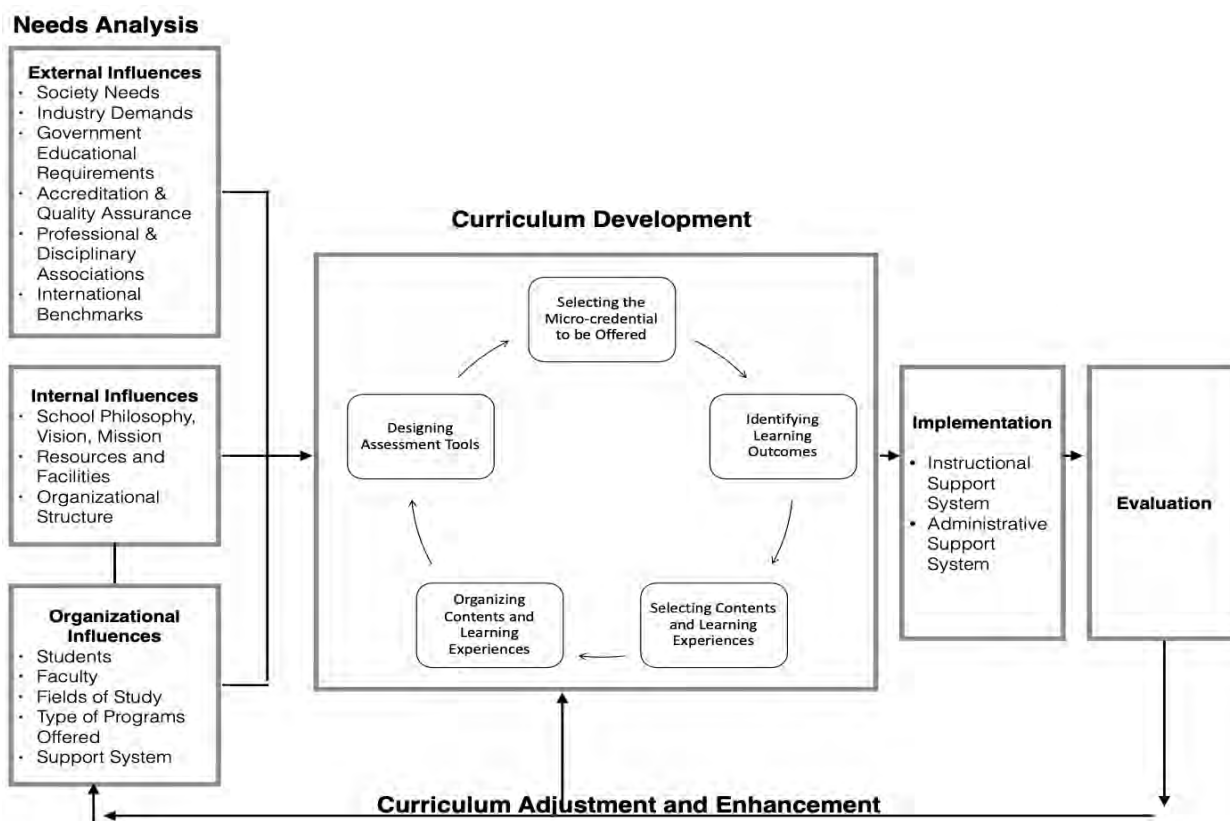 Needs Analysis
External Influences
· Society Needs
· Industry Demands
· Government
Educational
Requirements
· Accreditation &
Quality Assurance
· Professional &
Disciplinary
Associations
· International
Benchmarks
Internal Influences
· School Philosophy,
Vision, Mission
· Resources and
Facilities
· Organizational
Structure
Organizational
Influences
· Students
· Faculty
· Fields of Study
· Type of Programs
Offered
· Support System
Curriculum Development
Selecting the
Micro-credential
to be Offered
Identifying
Learning
Outcomes
Selecting Contents
and Learning
Experiences
Organizing
Contents and
Learning
Experiences
Designing
Assessment Tools
Implementation
• Instructional
Support
System
• Administrative
Support
System
Evaluation
Curriculum Adjustment and Enhancement